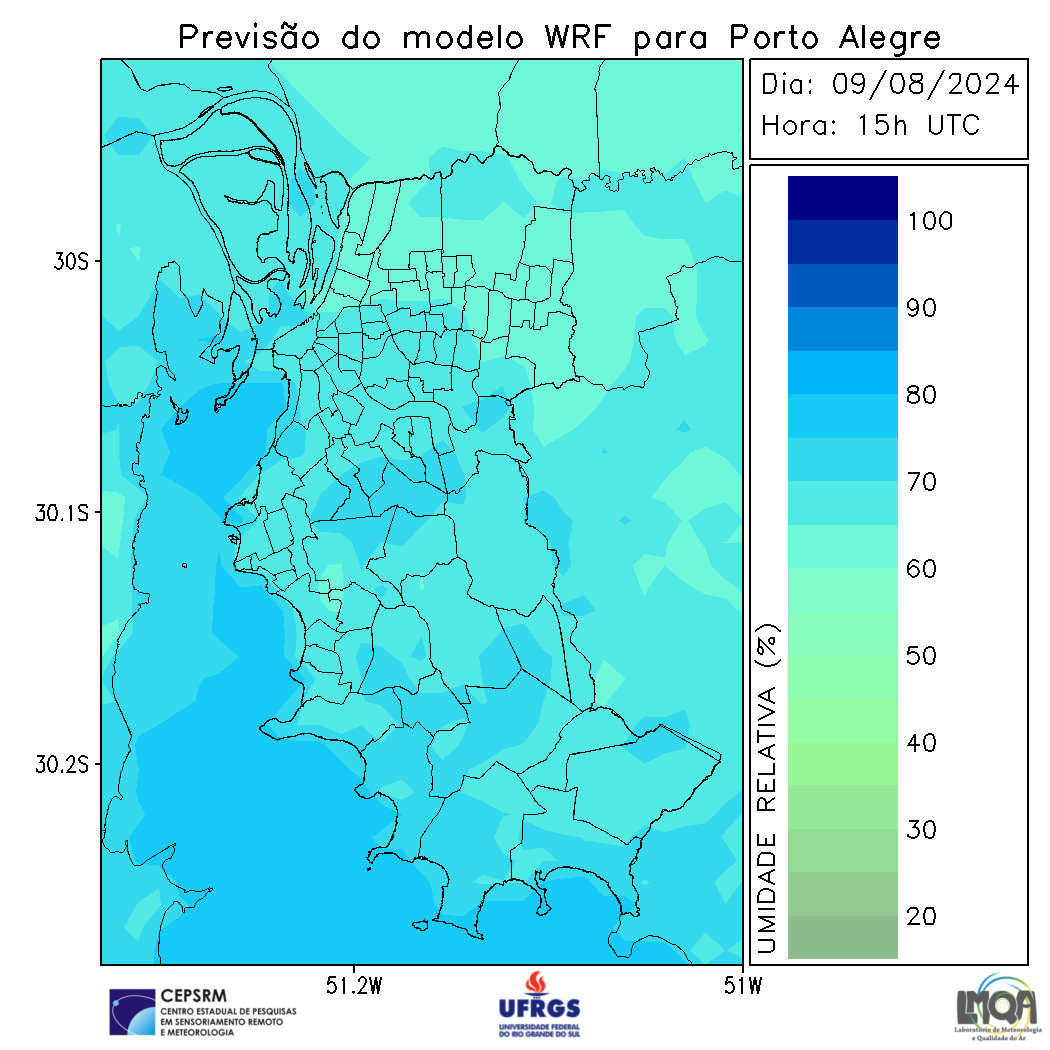 Previsão do modelo WRF para Porto Alegre
Dia: 09/08/2024
Hora: 15h UTC
30S
30.1S
30.2S
51.2W
51W
100
90
80
70
60
50
40
30
20
UMIDADE RELATIVA (%)
CEPSRM
CENTRO ESTADUAL DE PESQUISAS
EM SENSORIAMENTO REMOTO
E METEOROLOGIA
UFRGS
UNIVERSIDADE FEDERAL
DO RIO GRANDE DO SUL
LMQA
Laboratório de Meteorologia
e Qualidade do Ar